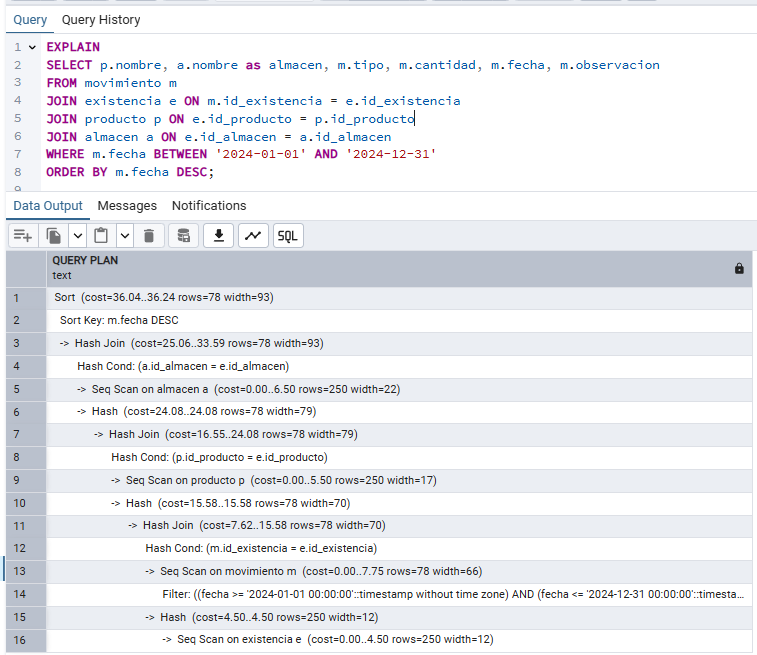 Query Query History
1 EXPLAIN
2 SELECT p.nombre, a.nombre as almacen, m.tipo, m.cantidad, m.fecha, m.observacion
3 FROM movimiento m
4 JOIN existencia e ON m.id_existencia = e.id_existencia
5 JOIN producto p ON e.id_producto = p.id_producto
6 JOIN almacen a ON e.id_almacen = a.id_almacen
7 WHERE m.fecha BETWEEN '2024-01-01' AND '2024-12-31'
8 ORDER BY m.fecha DESC;
9
Data Output Messages Notifications
SQL
QUERY PLAN
text
1 Sort (cost=36.04..36.24 rows=78 width=93)
2 Sort Key: m.fecha DESC
3 -> Hash Join (cost=25.06..33.59 rows=78 width=93)
4 Hash Cond: (a.id_almacen = e.id_almacen)
5 -> Seq Scan on almacen a (cost=0.00..6.50 rows=250 width=22)
6 -> Hash (cost=24.08..24.08 rows=78 width=79)
7 -> Hash Join (cost=16.55..24.08 rows=78 width=79)
8 Hash Cond: (p.id_producto = e.id_producto)
9 -> Seq Scan on producto p (cost=0.00..5.50 rows=250 width=17)
10 -> Hash (cost=15.58..15.58 rows=78 width=70)
11 -> Hash Join (cost=7.62..15.58 rows=78 width=70)
12 Hash Cond: (m.id_existencia = e.id_existencia)
13 -> Seq Scan on movimiento m (cost=0.00..7.75 rows=78 width=66)
14 Filter: ((fecha >= '2024-01-01 00:00:00'::timestamp without time zone) AND (fecha <= '2024-12-31 00:00:00'::timesta...
15 -> Hash (cost=4.50..4.50 rows=250 width=12)
16 -> Seq Scan on existencia e (cost=0.00..4.50 rows=250 width=12)